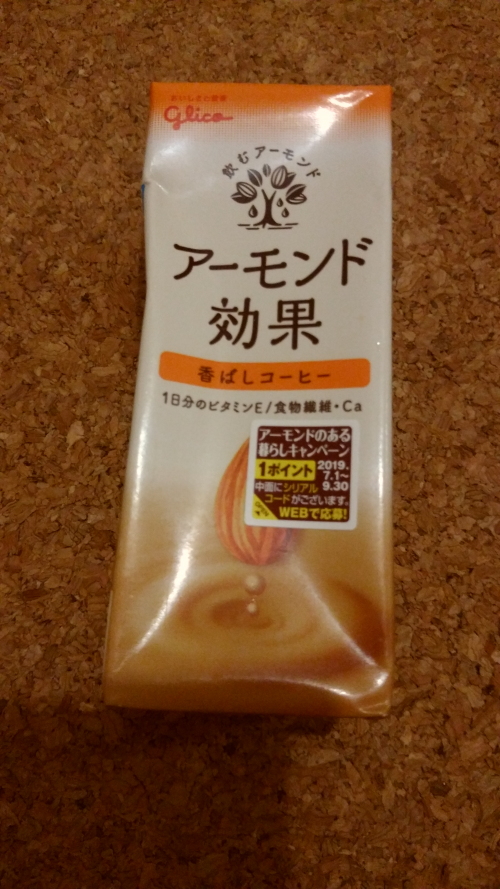 おいしさと健康
Glico
飲むアーモンド
アーモンド
効果
香ばしコーヒー
1日分のビタミンE/食物繊維・Ca
アーモンドのある
暮らしキャンペーン
1ポイント 2019.
7.1〜
9.30
中面にシリアル
コードがございます。
WEBで応募!